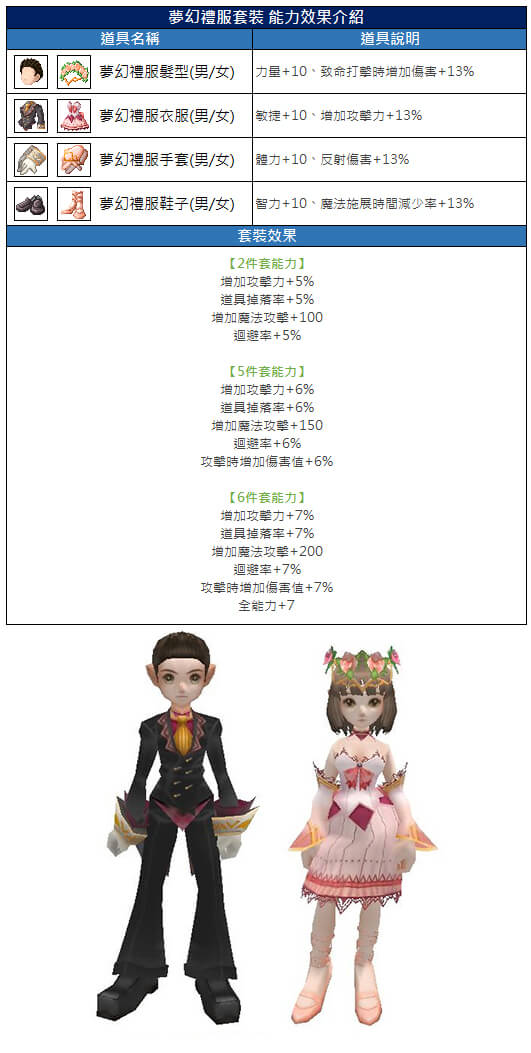 夢幻禮服套裝 能力效果介紹
道具名稱 道具說明
夢幻禮服髮型(男/女) 力量+10、致命打擊時增加傷害+13%
夢幻禮服衣服(男/女) 敏捷+10、增加攻擊力+13%
夢幻禮服手套(男/女) 體力+10、反射傷害+13%
夢幻禮服鞋子(男/女) 智力+10、魔法施展時間減少率+13%
套裝效果
【2件套能力】
增加攻擊力+5%
道具掉落率+5%
增加魔法攻擊+100
迴避率+5%
【5件套能力】
增加攻擊力+6%
道具掉落率+6%
增加魔法攻擊+150
迴避率+6%
攻擊時增加傷害值+6%
【6件套能力】
增加攻擊力+7%
道具掉落率+7%
增加魔法攻擊+200
迴避率+7%
攻擊時增加傷害值+7%
全能力+7